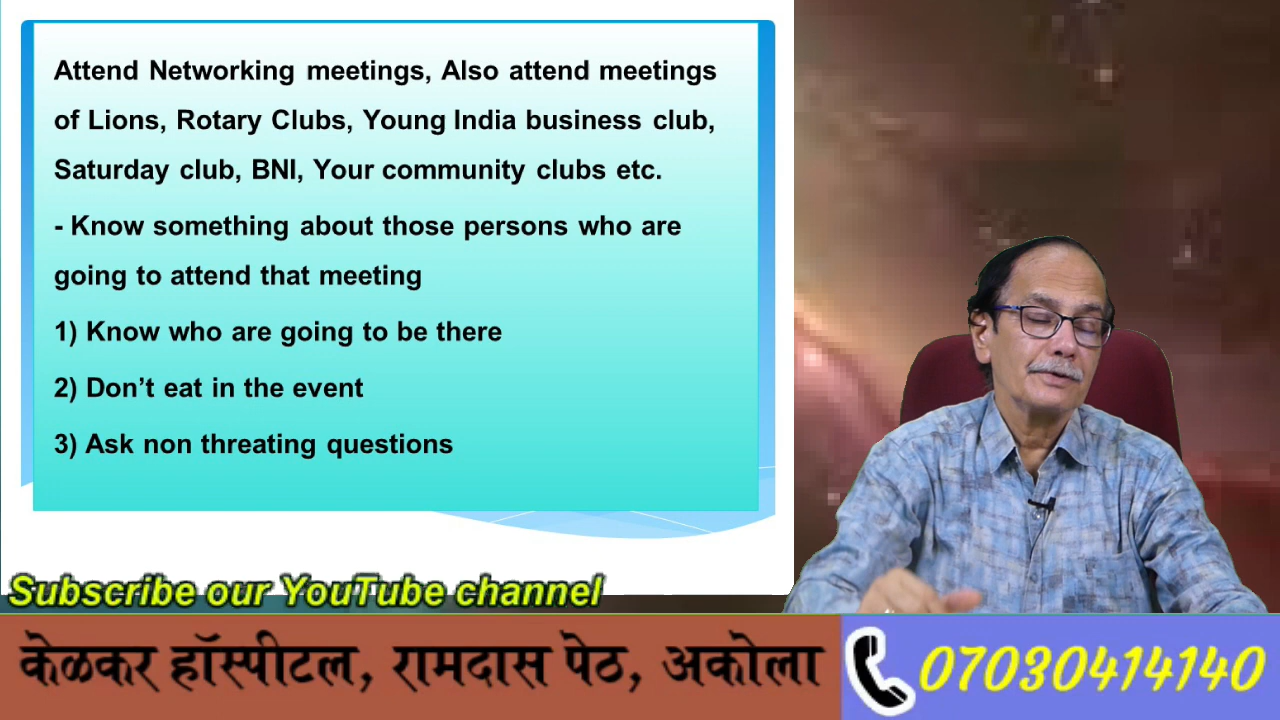 Attend Networking meetings, Also attend meetings
of Lions, Rotary Clubs, Young India business club,
Saturday club, BNI, Your community clubs etc.
- Know something about those persons who are
going to attend that meeting
1) Know who are going to be there
2) Don’t eat in the event
3) Ask non threating questions
Subscribe our YouTube channel
केळकर हॉस्पीटल, रामदास पेठ, अकोला
07030414140